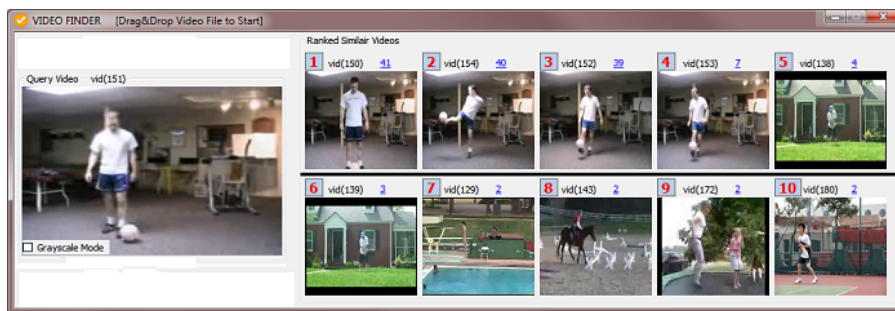 VIDEO FINDER [Drag&Drop Video File to Start]
Ranked Similair Videos
Query Video vid(151)
Grayscale Mode
1 vid(150) 41
2 vid(154) 40
3 vid(152) 39
4 vid(153) 7
5 vid(138) 4
6 vid(139) 3
7 vid(129) 2
8 vid(143) 2
9 vid(172) 2
10 vid(180) 2